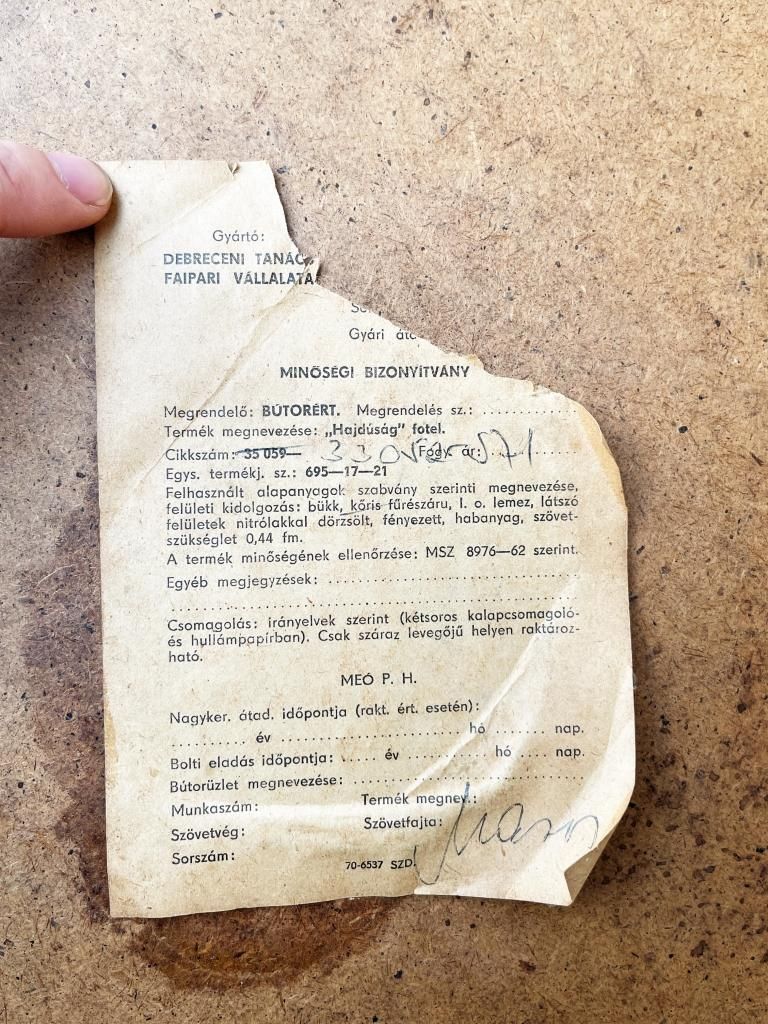 Gyártó:
DEBRECENI TANÁC
FAIPARI VÁLLALATA
Gyári átc
MINŐSÉGI BIZONYÍTVÁNY
Megrendelő: BÚTORÉRT. Megrendelés sz.: ..............
Termék megnevezése: „Hajdúság" fotel.
Cikkszám: 35 059— Fogy. ár: ..............
Egys. termékj. sz.: 695—17—21
Felhasznált alapanyagok szabvány szerinti megnevezése,
felületi kidolgozás: bükk, kőris fűrészáru, l. o. lemez, látszó
felületek nitrólakkal dörzsölt, fényezett, habanyag, szövet-
szükséglet 0,44 fm.
A termék minőségének ellenőrzése: MSZ 8976—62 szerint.
Egyéb megjegyzések: ..............
Csomagolás: irányelvek szerint (kétsoros kalapcsomagoló-
és hullámpapírban). Csak száraz levegőjű helyen raktároz-
ható.
MEÓ P. H.
Nagyker. átad. időpontja (rakt. ért. esetén):
.......... év .............. hó ....... nap.
Bolti eladás időpontja: ..... év .............. hó .... nap.
Bútorüzlet megnevezése: ..............
Munkaszám: Termék megnev.:
Szövetvég: Szövetfajta:
Sorszám: 70-6537 SZD.